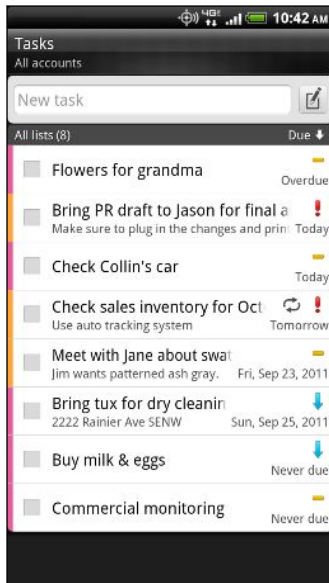 4G 10:42 AM
Tasks
All accounts
New task
All lists (8) Due
Flowers for grandma
Overdue
Bring PR draft to Jason for final a
Make sure to plug in the changes and prin Today
Check Collin's car
Today
Check sales inventory for Oct
Use auto tracking system Tomorrow
Meet with Jane about swat
Jim wants patterned ash gray. Fri, Sep 23, 2011
Bring tux for dry cleanin
2222 Rainier Ave SENW Sun, Sep 25, 2011
Buy milk & eggs
Never due
Commercial monitoring
Never due